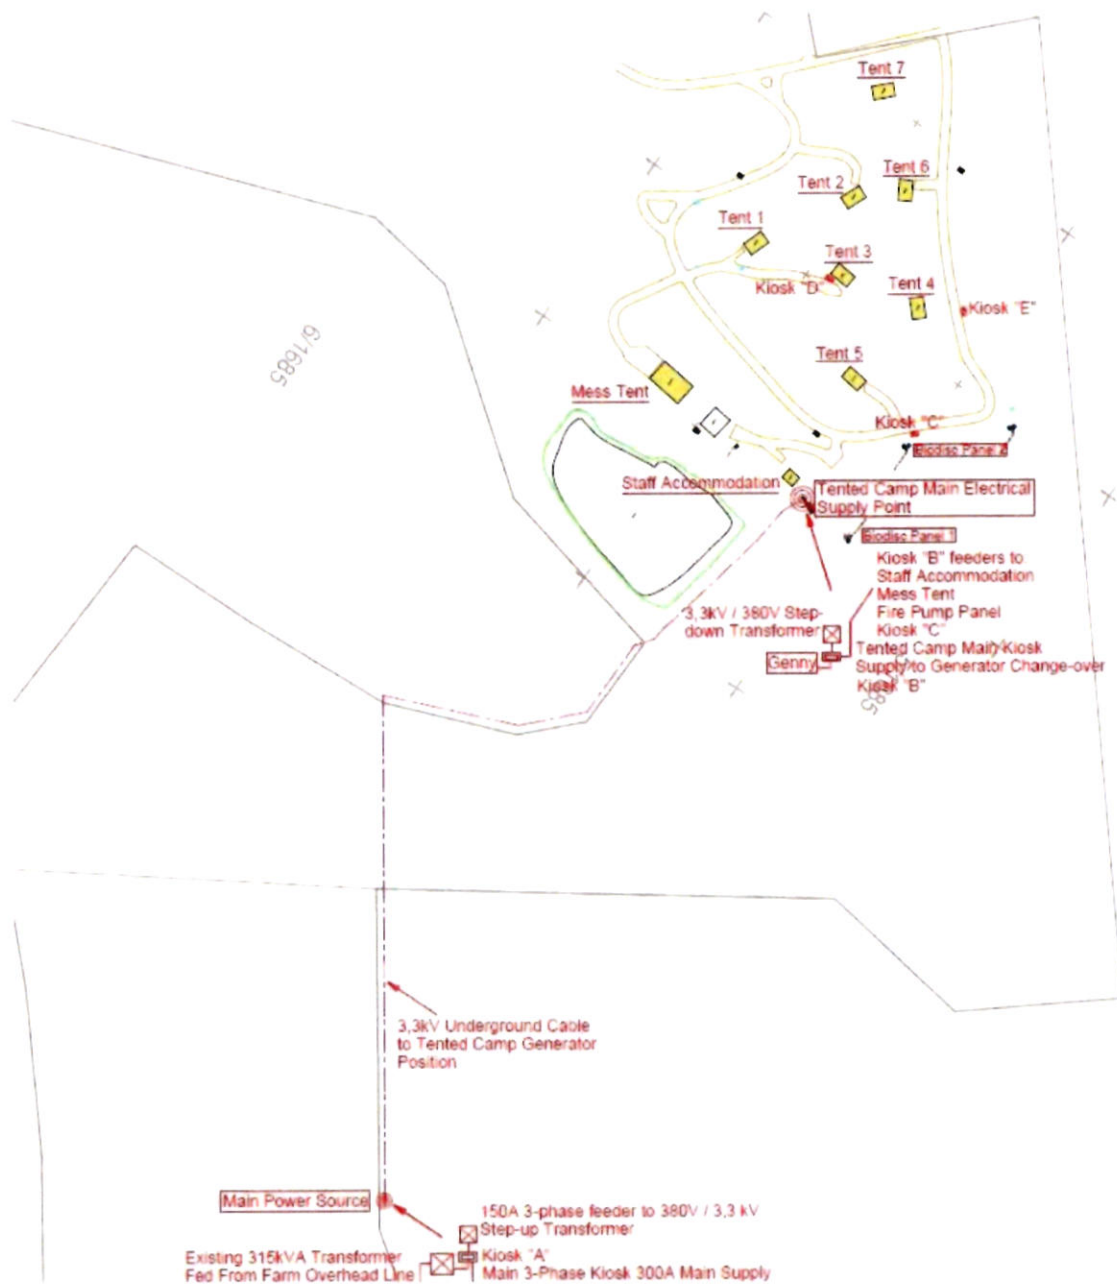 Tent 7
Tent 6
Tent 2
Tent 1
Tent 3
Kiosk "D"
Tent 4
Kiosk "E"
6/1685
Tent 5
Mess Tent
Kiosk "C"
Biodisc Panel 2
Staff Accommodation
Tented Camp Main Electrical
Supply Point
Biodisc Panel 1
Kiosk "B" feeders to
Staff Accommodation
Mess Tent
Fire Pump Panel
Kiosk "C"
3,3kV / 380V Step-
down Transformer
Genny
Tented Camp Main Kiosk
Supply to Generator Change-over
Kiosk "B"
3,3kV Underground Cable
to Tented Camp Generator
Position
Main Power Source
150A 3-phase feeder to 380V / 3,3 kV
Step-up Transformer
Existing 315kVA Transformer
Fed From Farm Overhead Line
Kiosk "A"
Main 3-Phase Kiosk 300A Main Supply